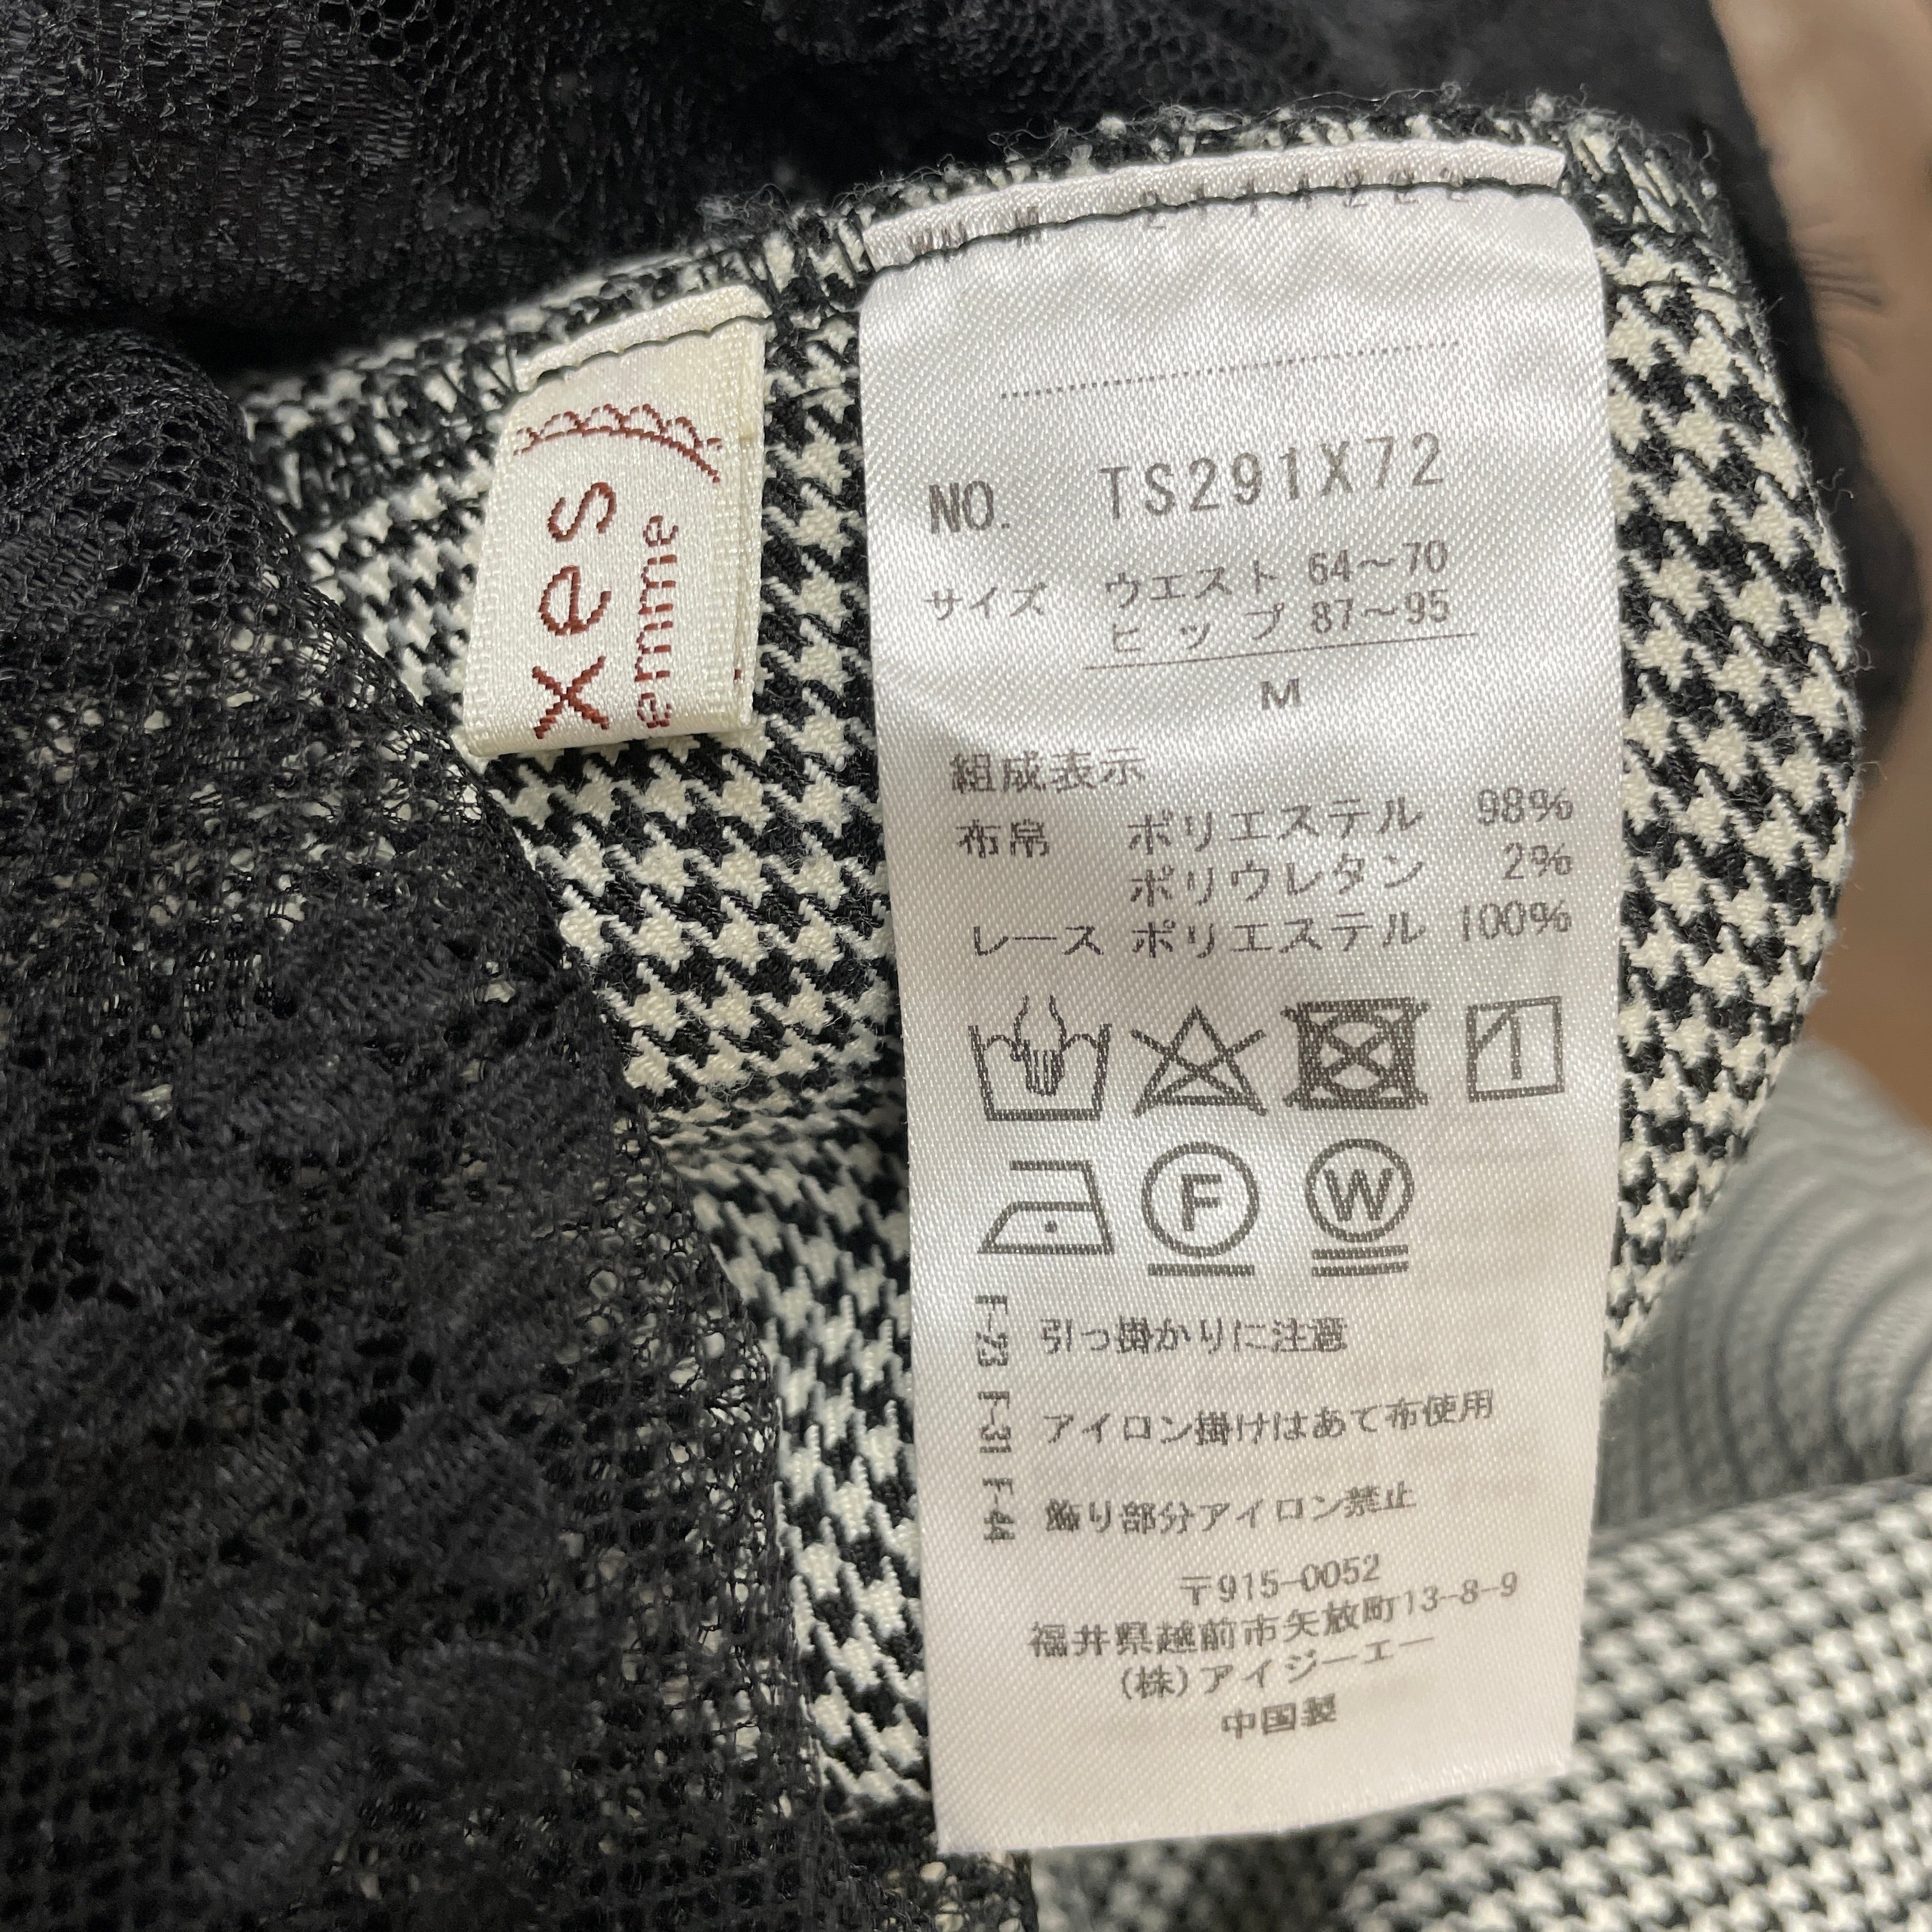 xes
emme
NO. TS291X72
サイズ ウエスト 64～70
ヒップ 87～95
M
組成表示
布帛 ポリエステル 98%
ポリウレタン 2%
レース ポリエステル 100%
F
W
F-23 引っ掛かりに注意
F-31 アイロン掛けはあて布使用
F-44 飾り部分アイロン禁止
〒915-0052
福井県越前市矢放町13-8-9
(株)アイジーエー
中国製